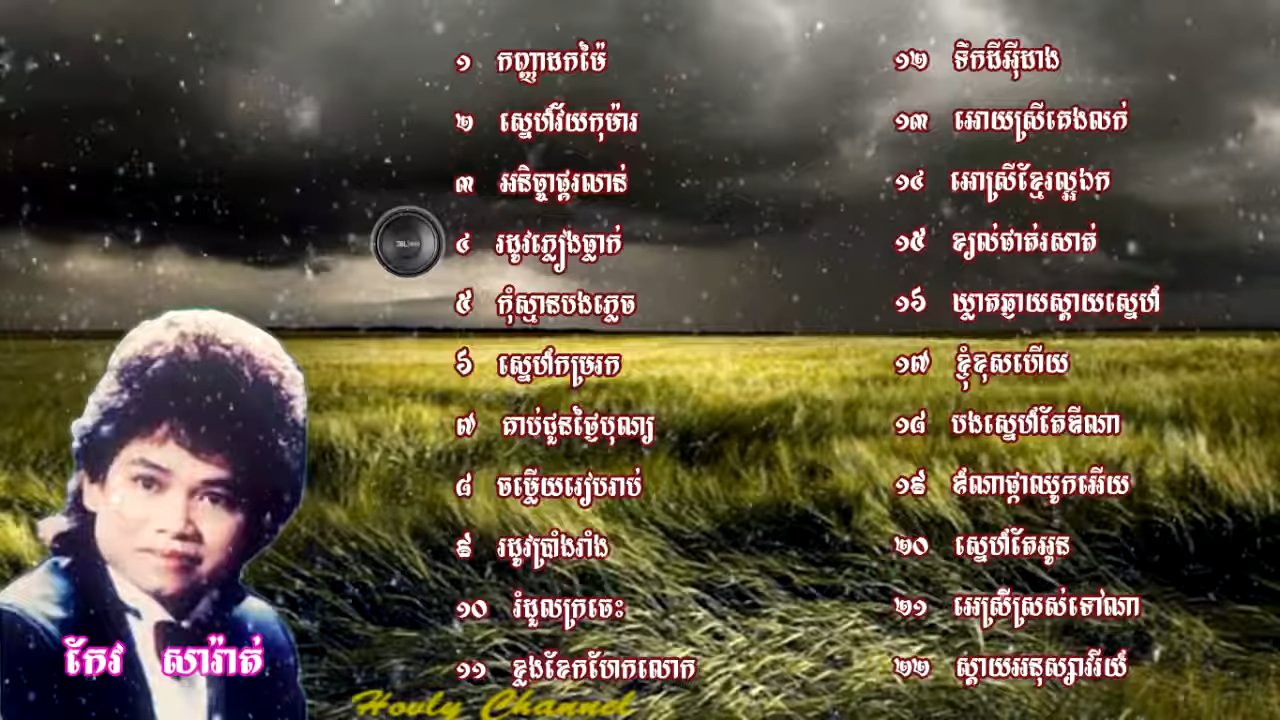 ១ កញ្ញាដកម៉ៃ
២ ស្នេហ៍វ័យកុម៉ារ
៣ អនិច្ចាផ្គរលាន់
៤ រដូវភ្លៀងធ្លាក់
៥ កុំស្មានបងភ្លេច
៦ ស្នេហ៍កម្ររក
៧ គាប់ជួនថ្ងៃបុណ្យ
៨ ចម្លើយរៀបរាប់
៩ រដូវប្រាំងរាំង
១០ រំដួលក្រចេះ
១១ ខ្លងខែកហែកលោក
១២ ទឹកដីអ៊ីដាង
១៣ អោយស្រីគេងលក់
១៤ អោស្រីខ្មែរល្អឯក
១៥ ខ្យល់ផាត់រសាត់
១៦ ឃ្លាតឆ្ងាយស្តាយស្នេហ៍
១៧ ខ្ញុំខុសហើយ
១៨ បងស្នេហ៍តែឌីណា
១៩ ឌីណាផ្កាឈូកអើយ
២០ ស្នេហ៍តែអូន
២១ អេស្រីស្រស់ទៅណា
២២ ស្តាយអនុស្សាវរីយ៍
កែវ សារ៉ាត់
Hovly Channel